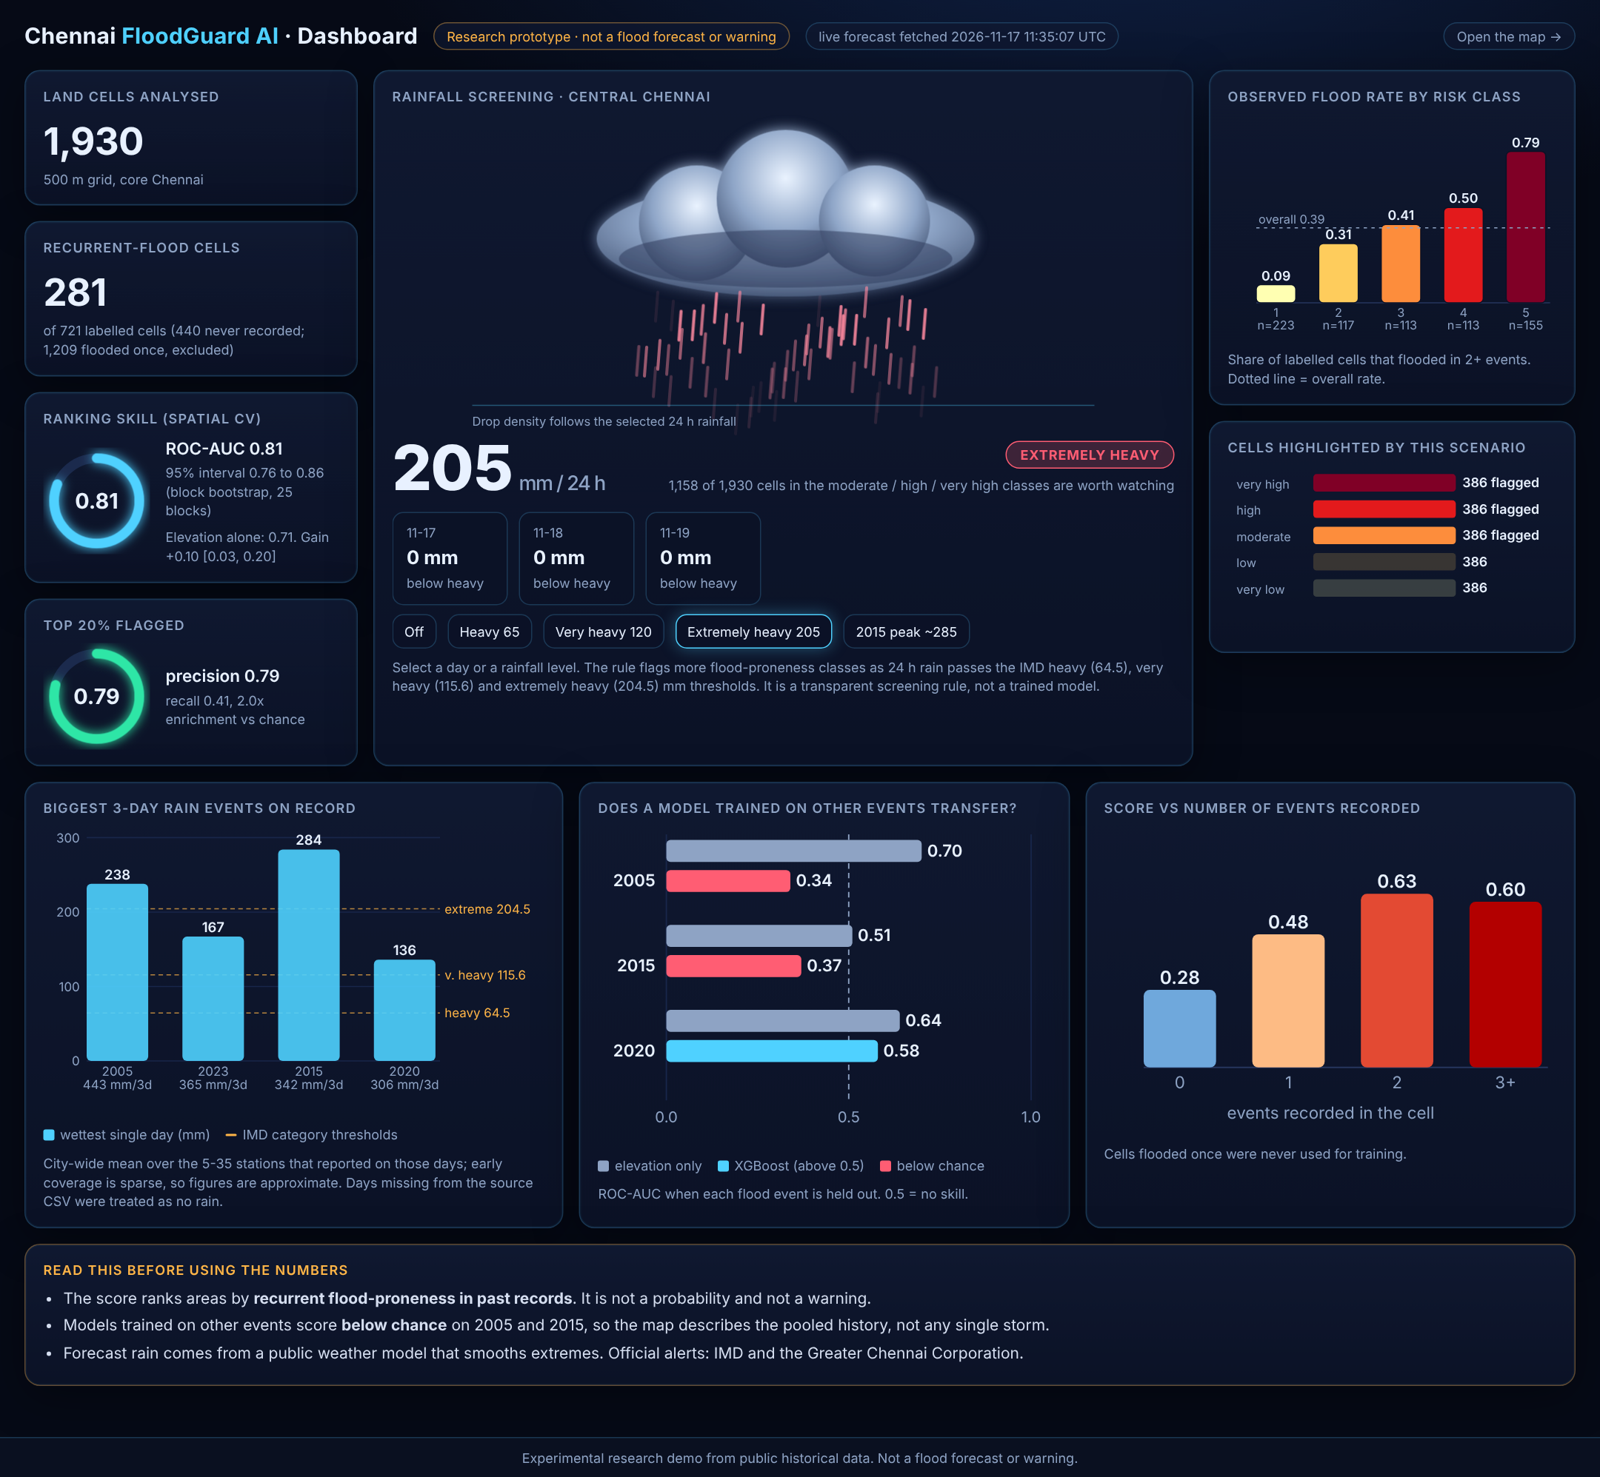 Chennai FloodGuard AI · Dashboard
Research prototype · not a flood forecast or warning
live forecast fetched 2026-11-17 11:35:07 UTC
Open the map →
LAND CELLS ANALYSED
1,930
500 m grid, core Chennai
RECURRENT-FLOOD CELLS
281
of 721 labelled cells (440 never recorded;
1,209 flooded once, excluded)
RANKING SKILL (SPATIAL CV)
0.81
ROC-AUC 0.81
95% interval 0.76 to 0.86
(block bootstrap, 25
blocks)
Elevation alone: 0.71. Gain
+0.10 [0.03, 0.20]
TOP 20% FLAGGED
0.79
precision 0.79
recall 0.41, 2.0x
enrichment vs chance
RAINFALL SCREENING · CENTRAL CHENNAI
Drop density follows the selected 24 h rainfall
205 mm / 24 h
EXTREMELY HEAVY
1,158 of 1,930 cells in the moderate / high / very high classes are worth watching
11-17
0 mm
below heavy
11-18
0 mm
below heavy
11-19
0 mm
below heavy
Off
Heavy 65
Very heavy 120
Extremely heavy 205
2015 peak ~285
Select a day or a rainfall level. The rule flags more flood-proneness classes as 24 h rain passes the IMD heavy (64.5), very
heavy (115.6) and extremely heavy (204.5) mm thresholds. It is a transparent screening rule, not a trained model.
OBSERVED FLOOD RATE BY RISK CLASS
overall 0.39
0.09
0.31
0.41
0.50
0.79
1
n=223
2
n=117
3
n=113
4
n=113
5
n=155
Share of labelled cells that flooded in 2+ events.
Dotted line = overall rate.
CELLS HIGHLIGHTED BY THIS SCENARIO
very high 386 flagged
high 386 flagged
moderate 386 flagged
low 386
very low 386
BIGGEST 3-DAY RAIN EVENTS ON RECORD
300
200
100
0
238
167
284
136
extreme 204.5
v. heavy 115.6
heavy 64.5
2005
443 mm/3d
2023
365 mm/3d
2015
342 mm/3d
2020
306 mm/3d
wettest single day (mm)
IMD category thresholds
City-wide mean over the 5-35 stations that reported on those days; early
coverage is sparse, so figures are approximate. Days missing from the source
CSV were treated as no rain.
DOES A MODEL TRAINED ON OTHER EVENTS TRANSFER?
0.70
2005 0.34
0.51
2015 0.37
0.64
2020 0.58
0.0 0.5 1.0
elevation only
XGBoost (above 0.5)
below chance
ROC-AUC when each flood event is held out. 0.5 = no skill.
SCORE VS NUMBER OF EVENTS RECORDED
0.28
0.48
0.63
0.60
0 1 2 3+
events recorded in the cell
Cells flooded once were never used for training.
READ THIS BEFORE USING THE NUMBERS
• The score ranks areas by recurrent flood-proneness in past records. It is not a probability and not a warning.
• Models trained on other events score below chance on 2005 and 2015, so the map describes the pooled history, not any single storm.
• Forecast rain comes from a public weather model that smooths extremes. Official alerts: IMD and the Greater Chennai Corporation.
Experimental research demo from public historical data. Not a flood forecast or warning.